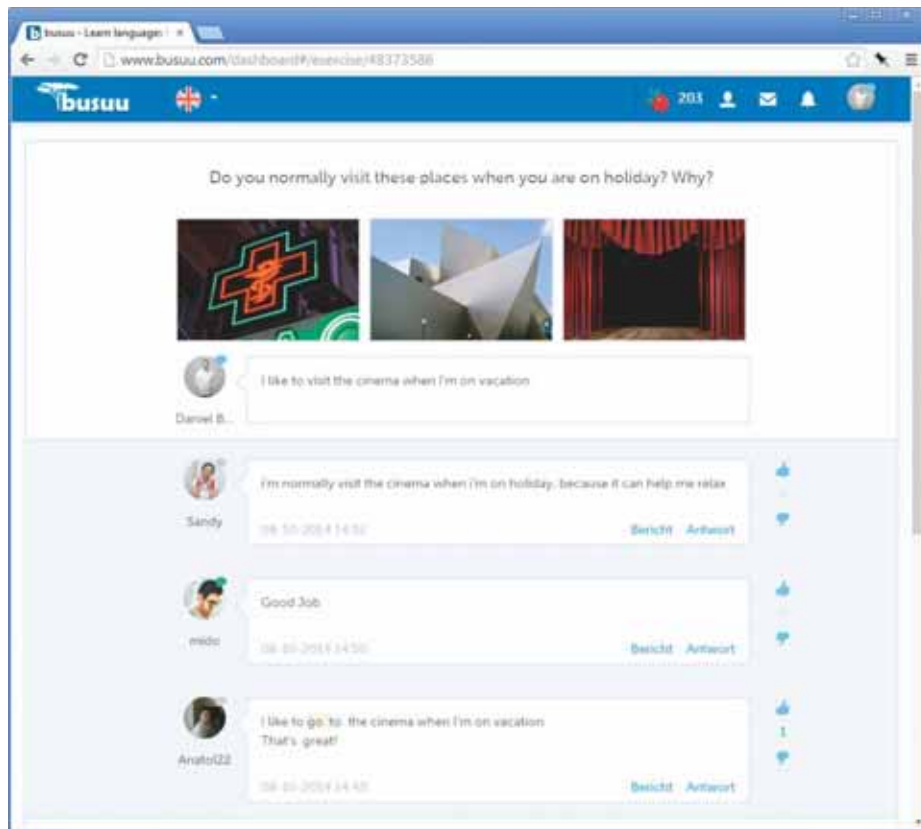 busuu - Learn languages
www.busuu.com/dashboard#/exercise/48373586
busuu
203
Do you normally visit these places when you are on holiday? Why?
I like to visit the cinema when I'm on vacation
Daniel B...
i'm normally visit the cinema when i'm on holiday, because it can help me relax
Sandy
Bericht Antwort
Good Job
mido
Bericht Antwort
I like to go to the cinema when I'm on vacation
That's great!
1
Anatol22
Bericht Antwort